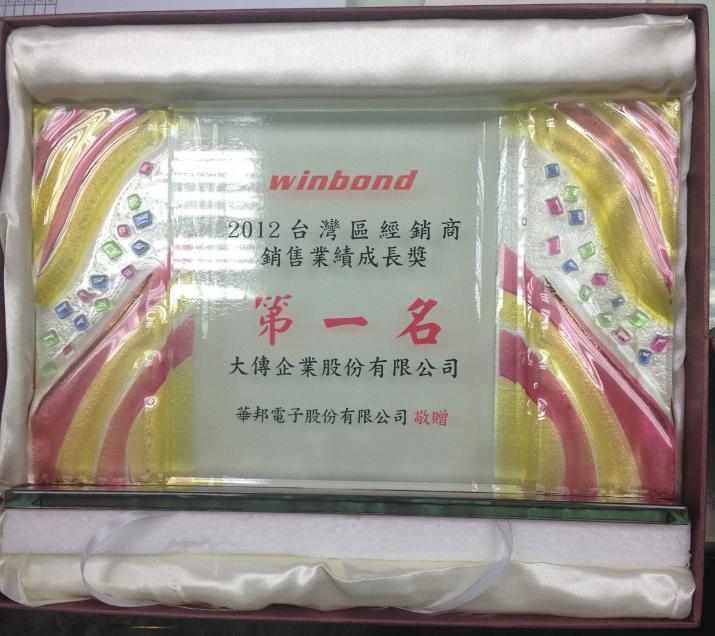 winbond
2012台灣區經銷商
銷售業績成長獎
第一名
大傳企業股份有限公司
華邦電子股份有限公司 敬贈